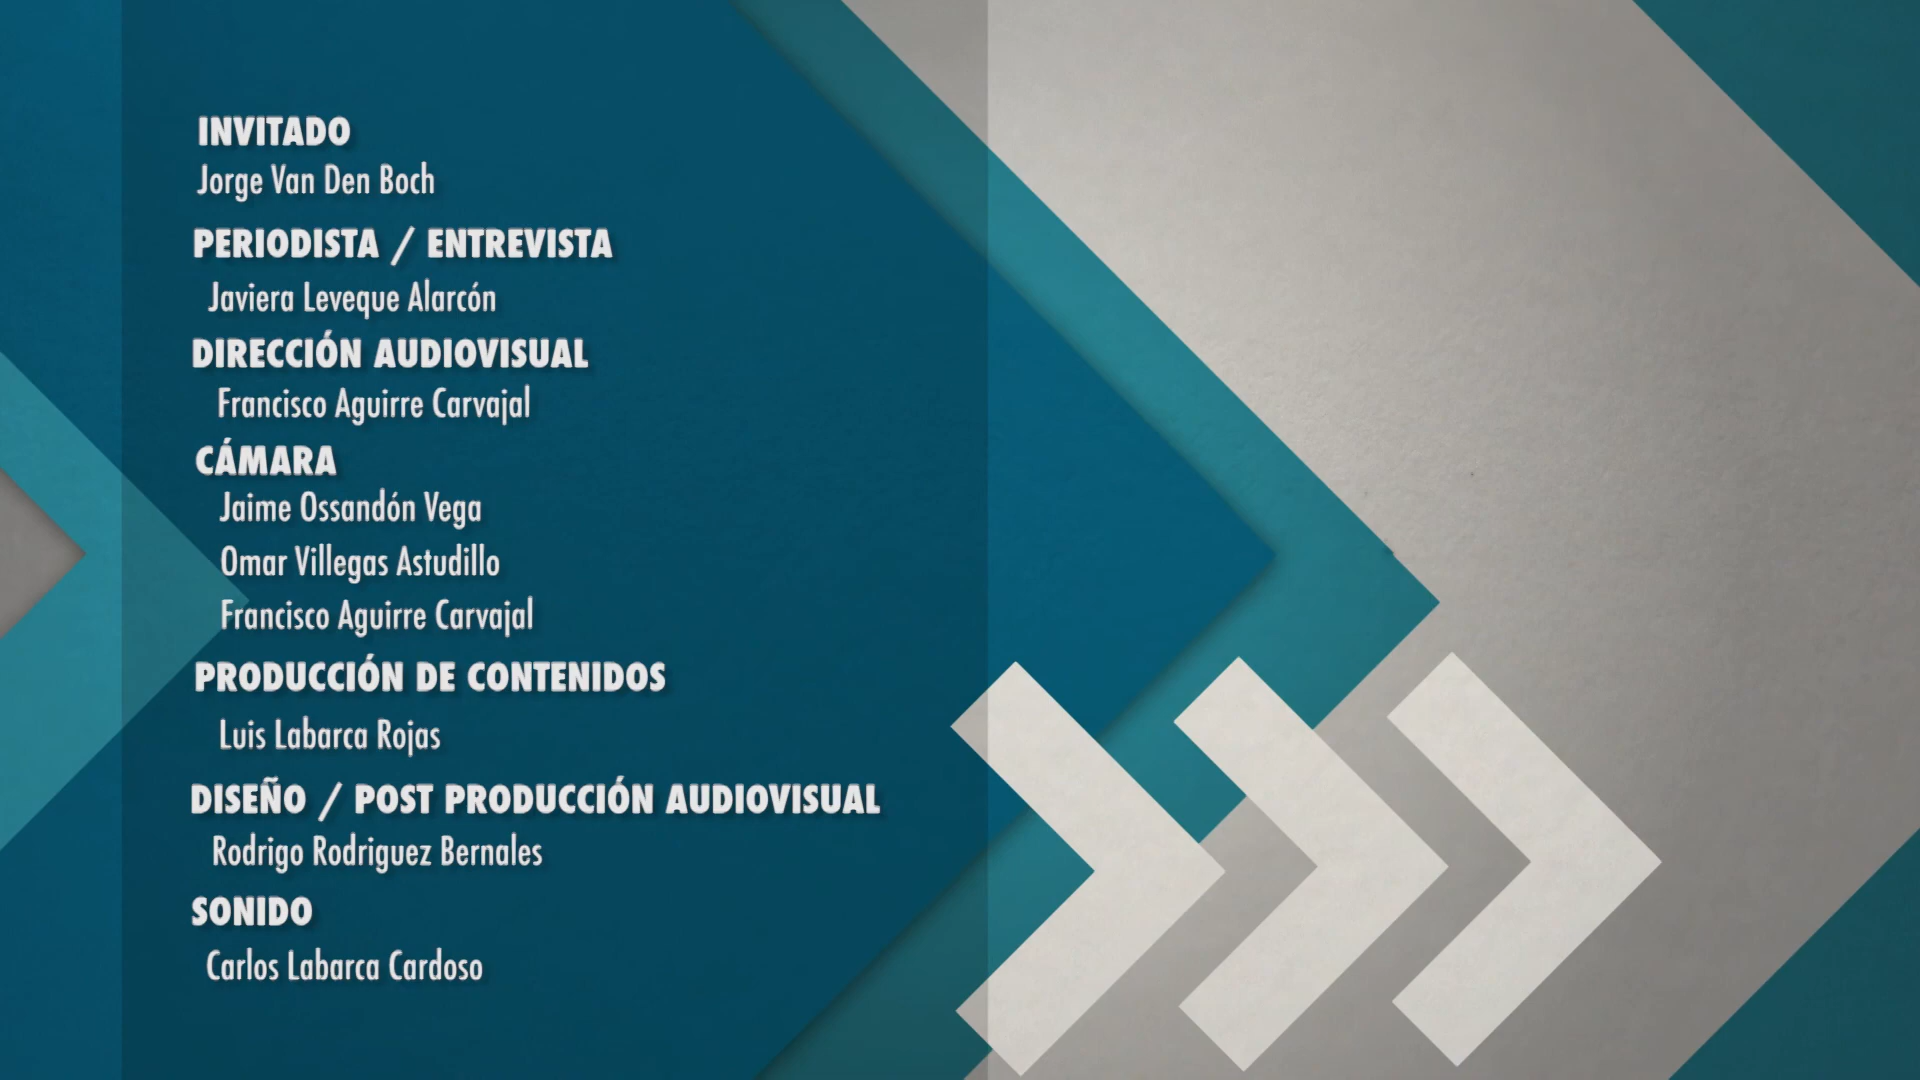 INVITADO
Jorge Van Den Boch
PERIODISTA / ENTREVISTA
Javiera Leveque Alarcón
DIRECCIÓN AUDIOVISUAL
Francisco Aguirre Carvajal
CÁMARA
Jaime Ossandón Vega
Omar Villegas Astudillo
Francisco Aguirre Carvajal
PRODUCCIÓN DE CONTENIDOS
Luis Labarca Rojas
DISEÑO / POST PRODUCCIÓN AUDIOVISUAL
Rodrigo Rodriguez Bernales
SONIDO
Carlos Labarca Cardoso